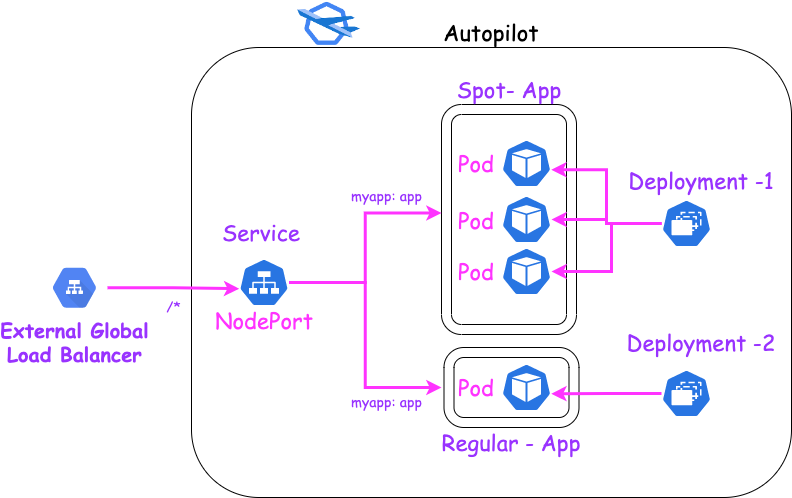 Autopilot
Spot- App
Pod
Deployment -1
myapp: app
Pod
Service
Pod
/*
NodePort
External Global
Load Balancer
Deployment -2
Pod
myapp: app
Regular - App